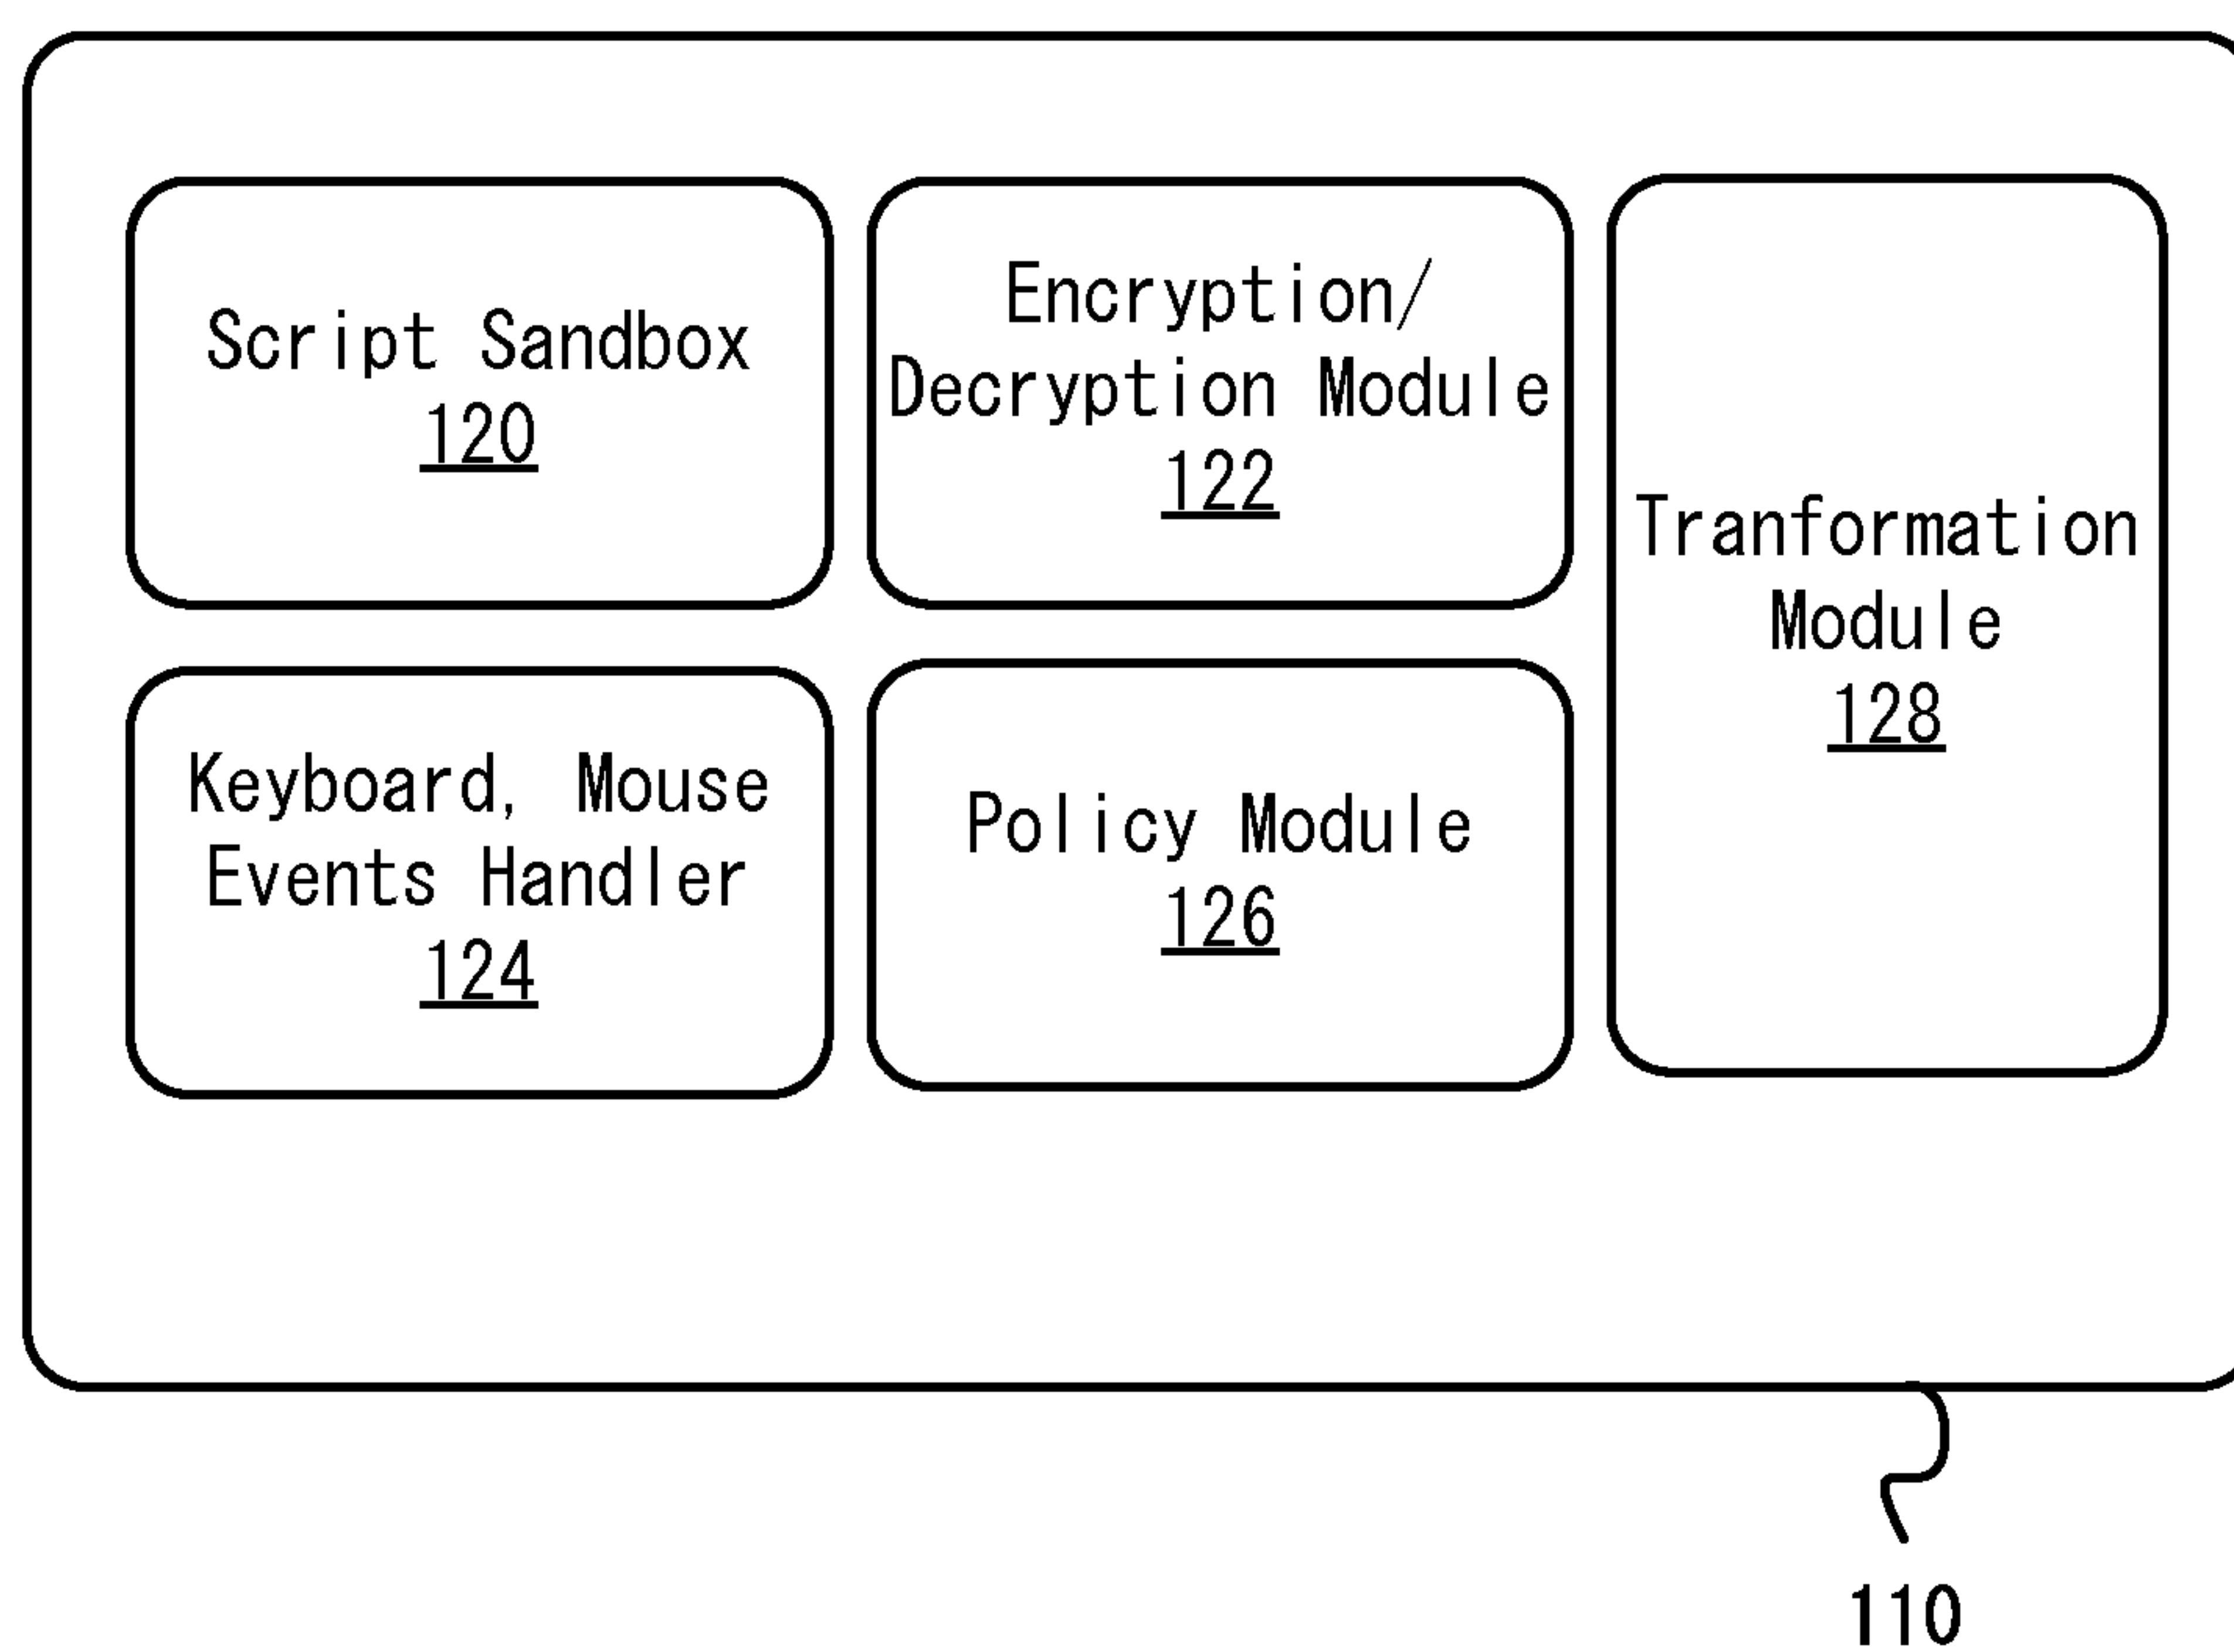 Script Sandbox
120
Encryption/
Decryption Module
122
Tranformation
Module
128
Keyboard, Mouse
Events Handler
124
Policy Module
126
110